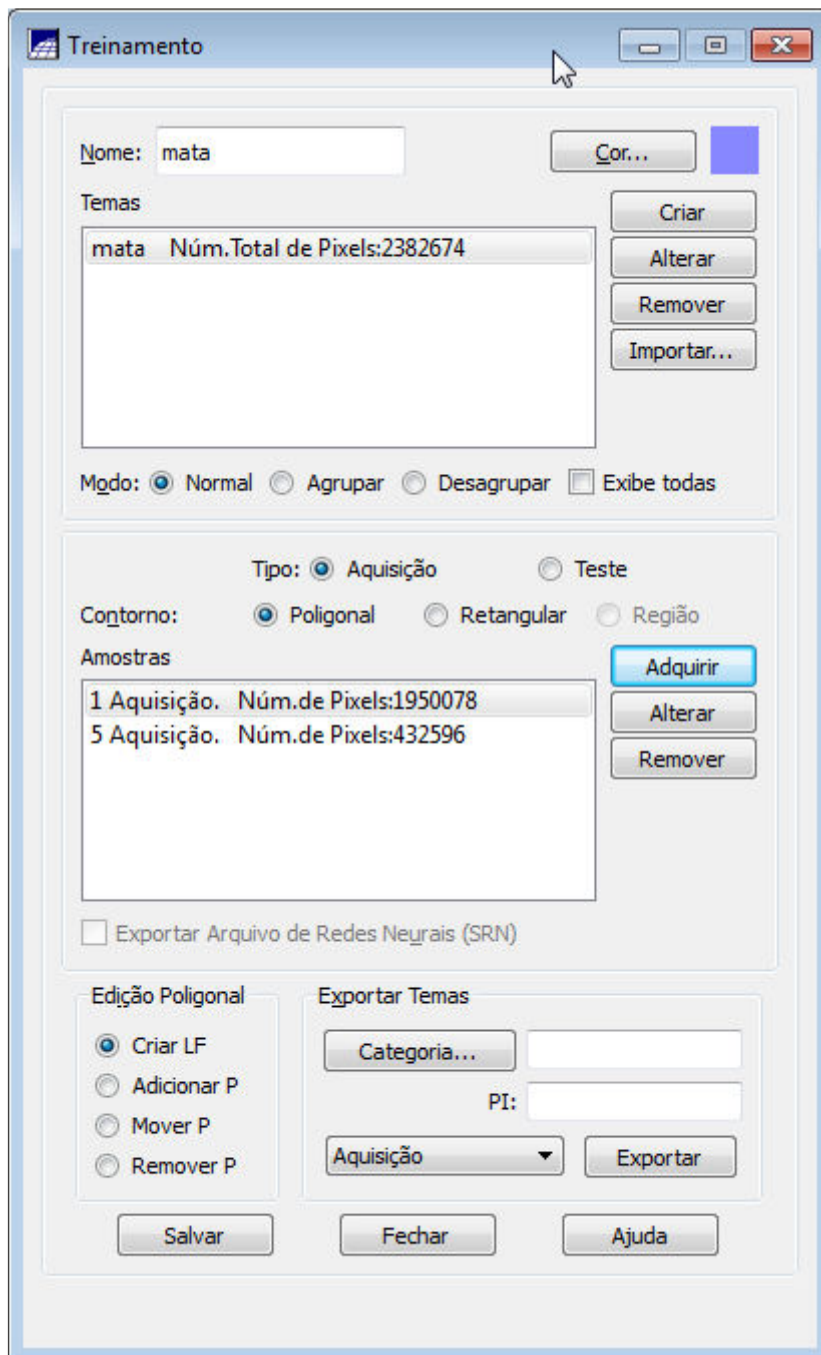 Treinamento
Nome: mata Cor...
Temas
Criar
mata Núm.Total de Pixels:2382674
Alterar
Remover
Importar...
Modo: Normal Agrupar Desagrupar Exibe todas
Tipo: Aquisição Teste
Contorno: Poligonal Retangular Região
Amostras
Adquirir
1 Aquisição. Núm.de Pixels:1950078
Alterar
5 Aquisição. Núm.de Pixels:432596
Remover
Exportar Arquivo de Redes Neurais (SRN)
Edição Poligonal
Criar LF
Adicionar P
Mover P
Remover P
Exportar Temas
Categoria...
PI:
Aquisição Exportar
Salvar Fechar Ajuda